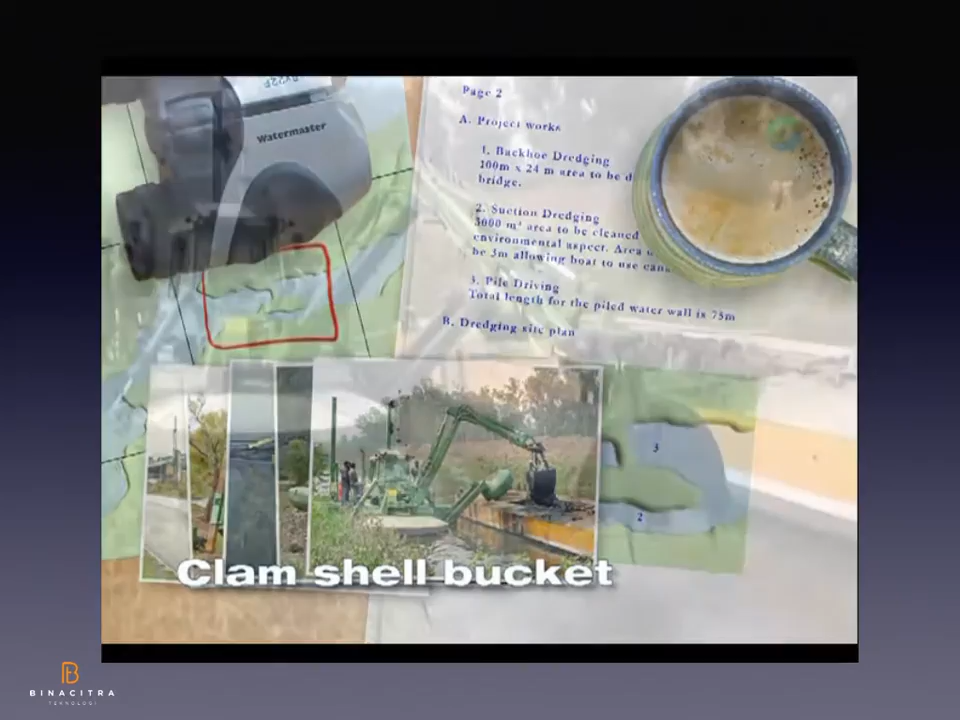 Watermaster
Page 2
A. Project works
1. Backhoe Dredging
100m x 24 m area to be
bridge.
2. Suction Dredging
3000 m² area to be cleaned
environmental aspect. Area
be 3m allowing boat to use
3. Pile Driving
Total length for the piled water wall is 75m
B. Dredging site plan
3
2
Clam shell bucket
BINACITRA
TEKNOLOGI